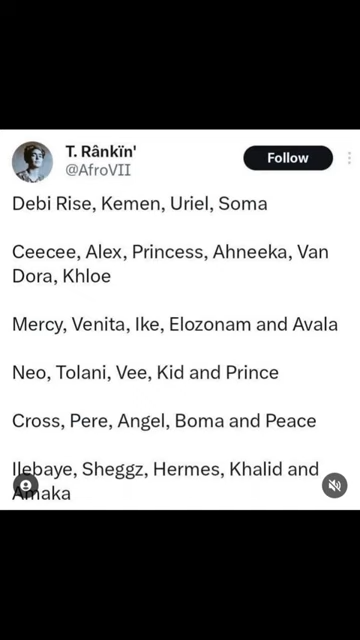 T. Rânkïn'
@AfroVII
Follow
Debi Rise, Kemen, Uriel, Soma
Ceecee, Alex, Princess, Ahneeka, Van
Dora, Khloe
Mercy, Venita, Ike, Elozonam and Avala
Neo, Tolani, Vee, Kid and Prince
Cross, Pere, Angel, Boma and Peace
Ilebaye, Sheggz, Hermes, Khalid and
Amaka